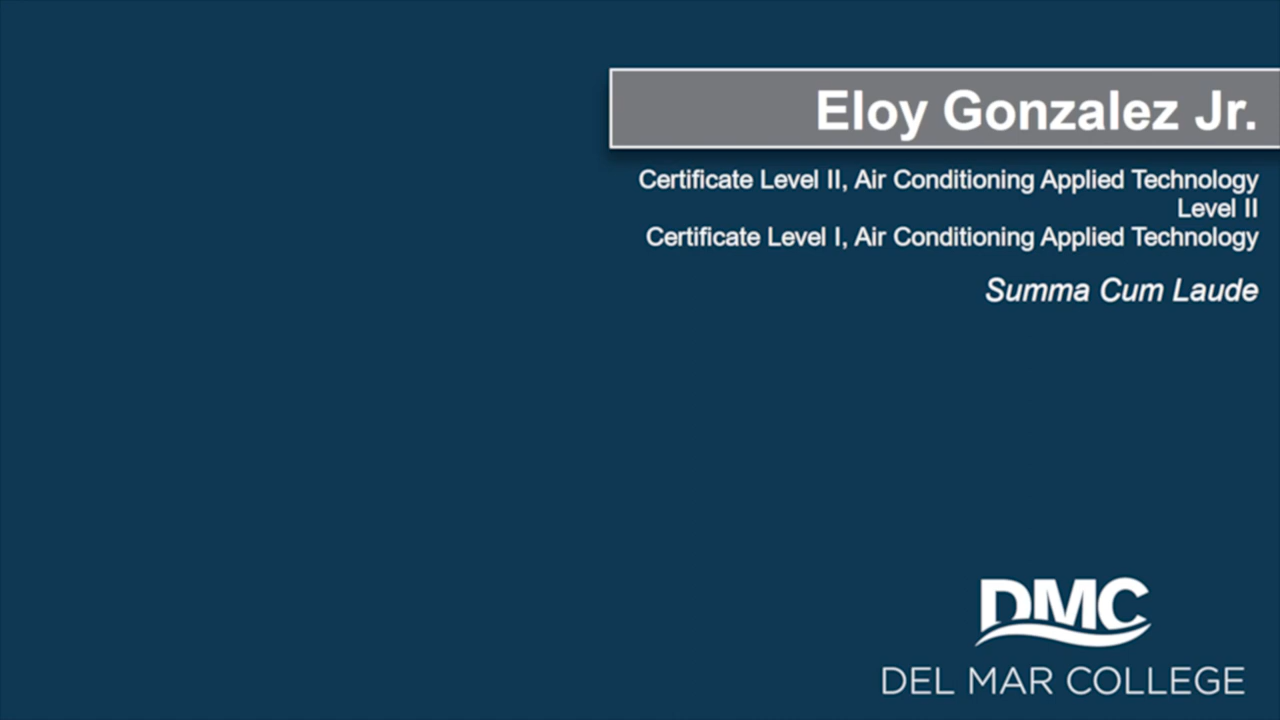 Eloy Gonzalez Jr.
Certificate Level II, Air Conditioning Applied Technology
Level II
Certificate Level I, Air Conditioning Applied Technology
Summa Cum Laude
DMC
DEL MAR COLLEGE